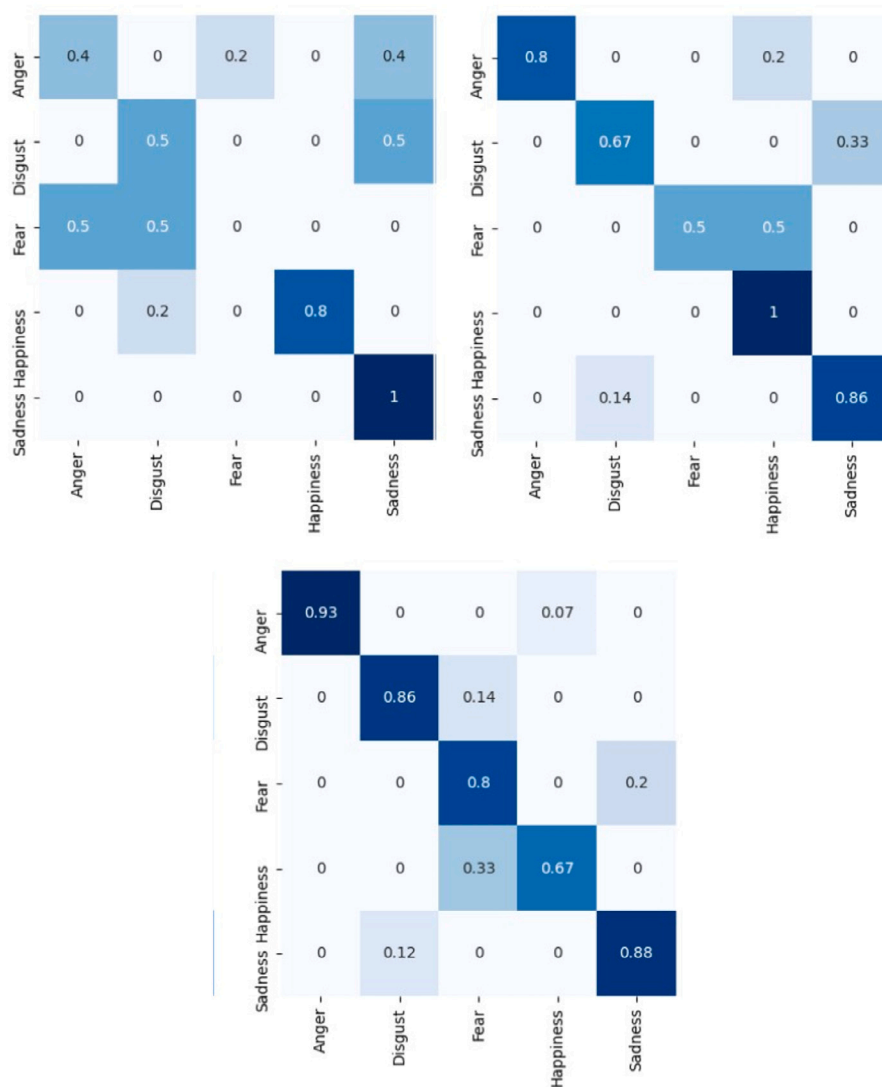 Anger 0.4 0 0.2 0 0.4
Disgust 0 0.5 0 0 0.5
Fear 0.5 0.5 0 0 0
Happiness 0 0.2 0 0.8 0
Sadness 0 0 0 0 1
Anger Disgust Fear Happiness Sadness
Anger 0.8 0 0 0.2 0
Disgust 0 0.67 0 0 0.33
Fear 0 0 0.5 0.5 0
Happiness 0 0 0 1 0
Sadness 0 0.14 0 0 0.86
Anger Disgust Fear Happiness Sadness
Anger 0.93 0 0 0.07 0
Disgust 0 0.86 0.14 0 0
Fear 0 0 0.8 0 0.2
Happiness 0 0 0.33 0.67 0
Sadness 0 0.12 0 0 0.88
Anger Disgust Fear Happiness Sadness